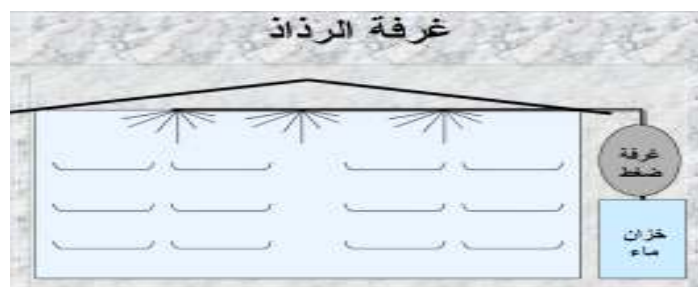 غرفة الرذاذ
غرفة
ضغط
خزان
ماء